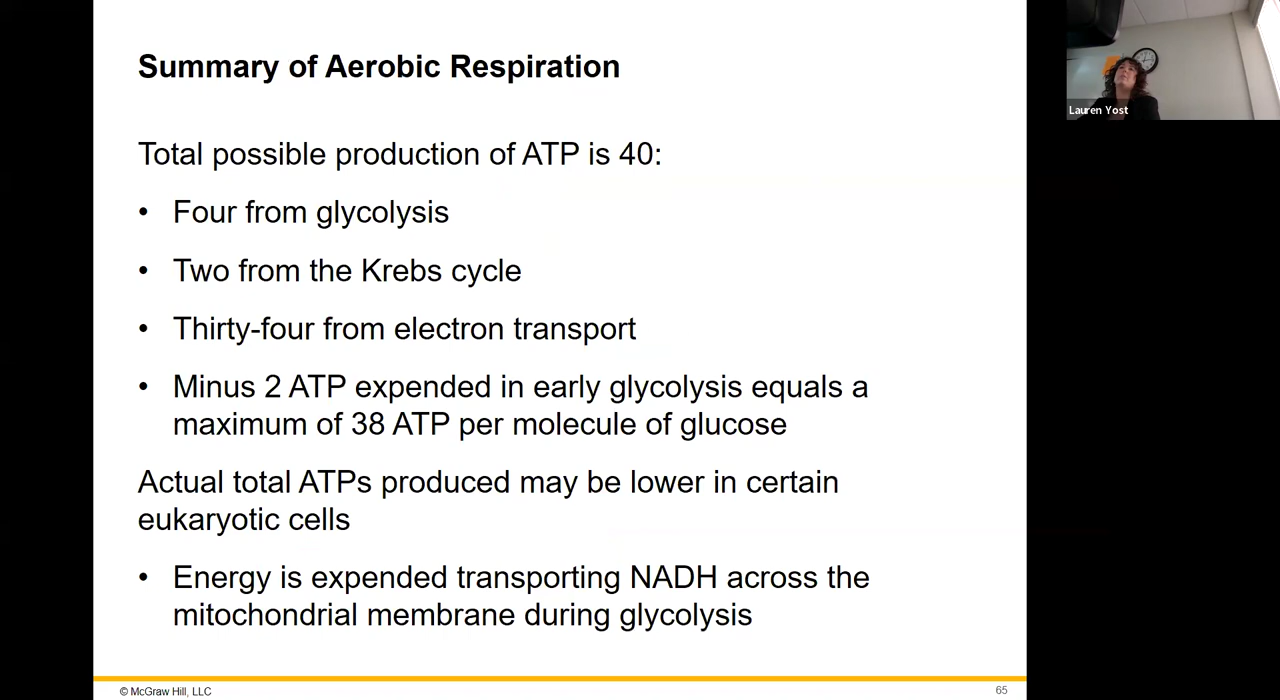 Summary of Aerobic Respiration
Lauren Yost
Total possible production of ATP is 40:
• Four from glycolysis
• Two from the Krebs cycle
• Thirty-four from electron transport
• Minus 2 ATP expended in early glycolysis equals a
maximum of 38 ATP per molecule of glucose
Actual total ATPs produced may be lower in certain
eukaryotic cells
• Energy is expended transporting NADH across the
mitochondrial membrane during glycolysis
© McGraw Hill, LLC
65